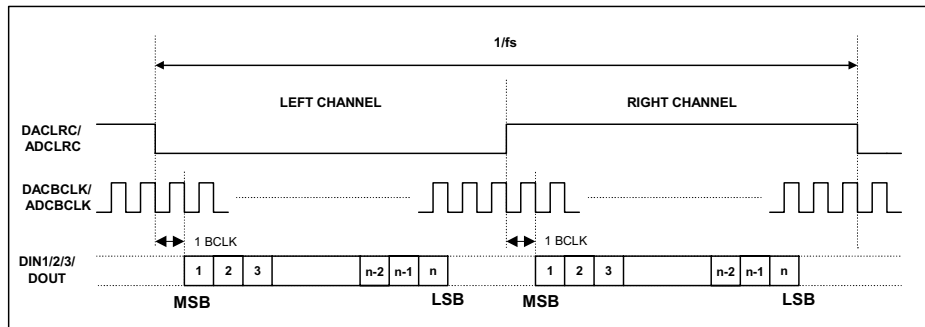 1/fs
LEFT CHANNEL
RIGHT CHANNEL
DACLRC/
ADCLRC
DACBCLK/
ADCBCLK
1 BCLK
1 BCLK
DIN1/2/3/
DOUT
1 2 3 n-2 n-1 n
1 2 3 n-2 n-1 n
MSB
LSB
MSB
LSB